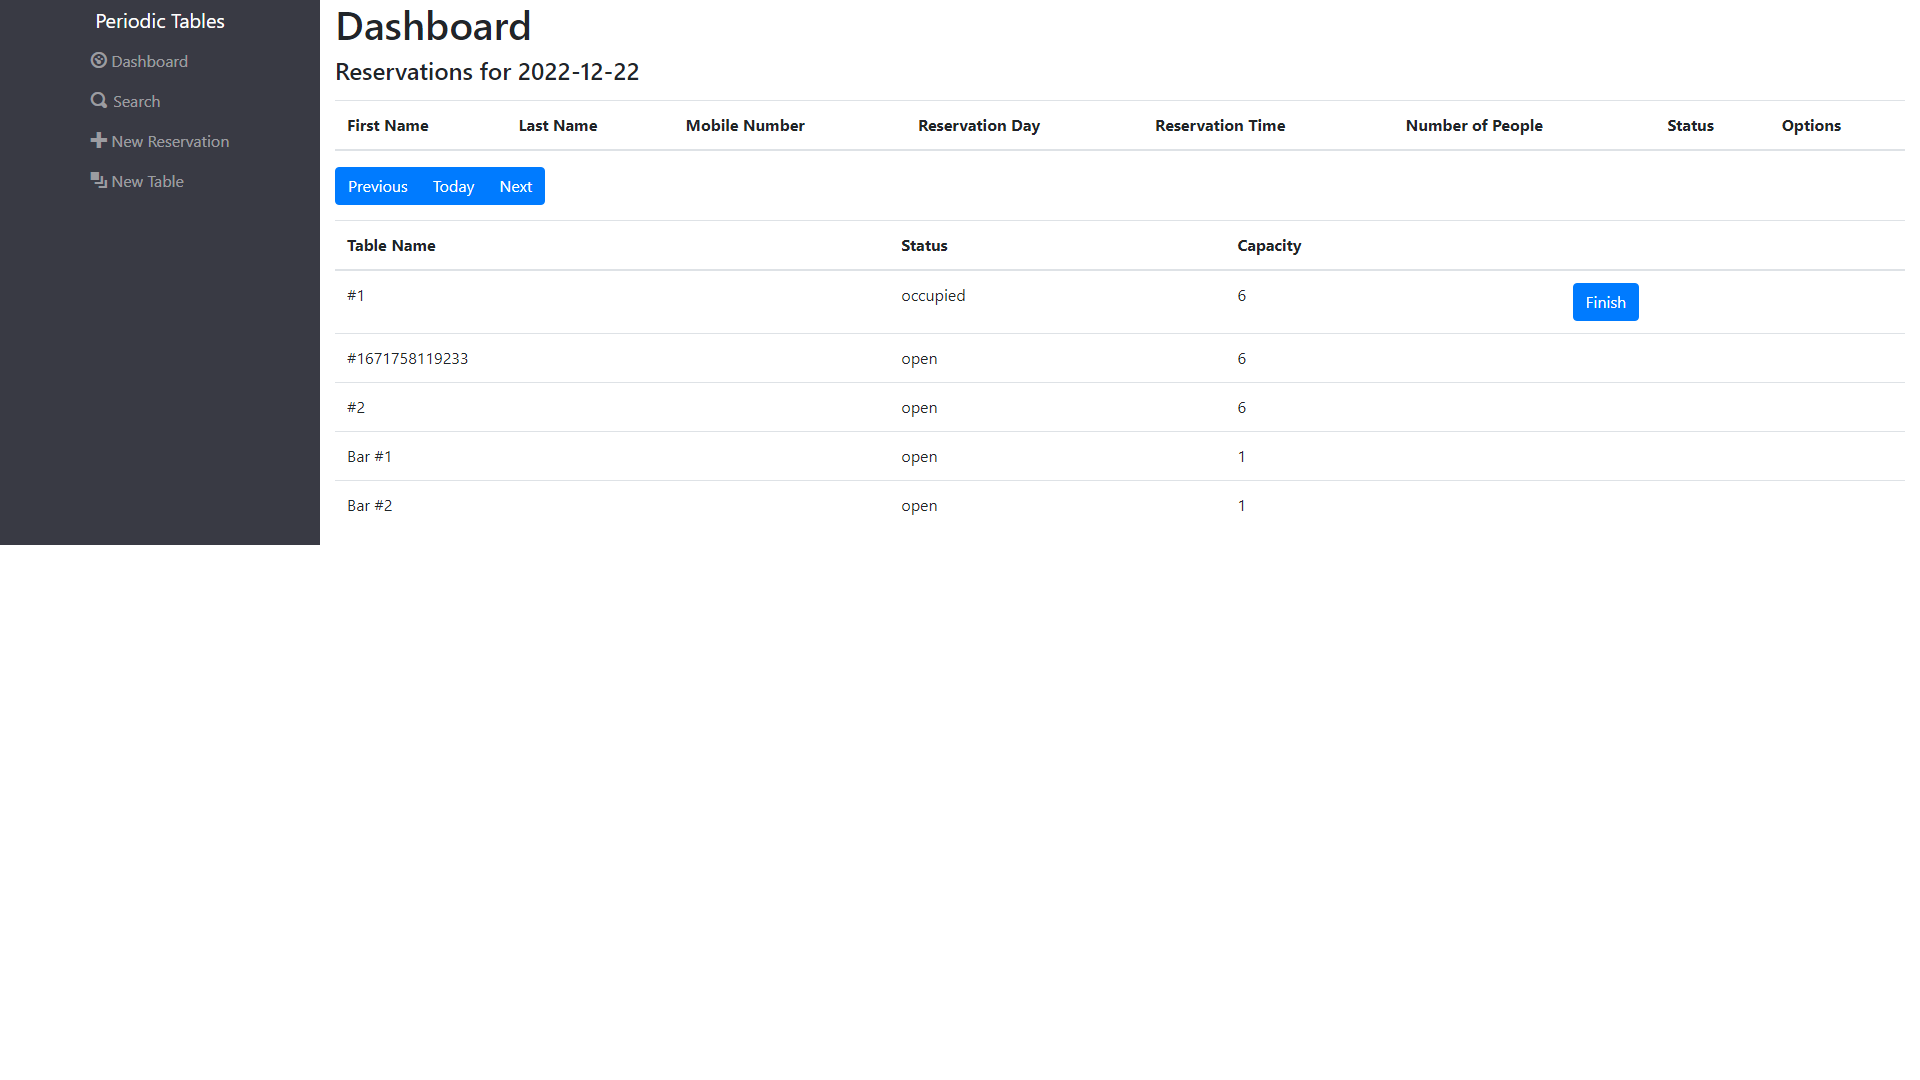 Periodic Tables
Dashboard
Search
New Reservation
New Table
Dashboard
Reservations for 2022-12-22
First Name Last Name Mobile Number Reservation Day Reservation Time Number of People Status Options
Previous Today Next
Table Name Status Capacity
#1 occupied 6 Finish
#1671758119233 open 6
#2 open 6
Bar #1 open 1
Bar #2 open 1